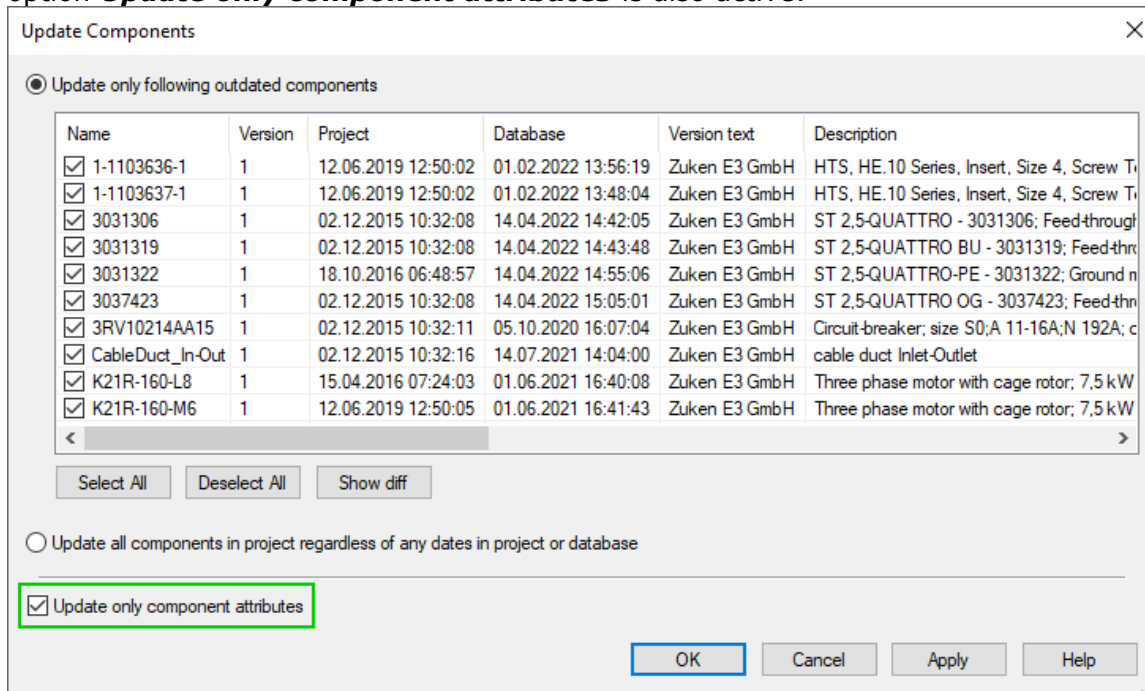 option Update only component attributes is also active.
Update Components
Update only following outdated components
Name Version Project Database Version text Description
1-1103636-1 1 12.06.2019 12:50:02 01.02.2022 13:56:19 Zuken E3 GmbH HTS, HE.10 Series, Insert, Size 4, Screw
1-1103637-1 1 12.06.2019 12:50:02 01.02.2022 13:48:04 Zuken E3 GmbH HTS, HE.10 Series, Insert, Size 4, Screw
3031306 1 02.12.2015 10:32:08 14.04.2022 14:42:05 Zuken E3 GmbH ST 2,5-QUATTRO - 3031306; Feed-through
3031319 1 02.12.2015 10:32:08 14.04.2022 14:43:48 Zuken E3 GmbH ST 2,5-QUATTRO BU - 3031319; Feed-thro
3031322 1 18.10.2016 06:48:57 14.04.2022 14:55:06 Zuken E3 GmbH ST 2,5-QUATTRO-PE - 3031322; Ground
3037423 1 02.12.2015 10:32:08 14.04.2022 15:05:01 Zuken E3 GmbH ST 2,5-QUATTRO OG - 3037423; Feed-thr
3RV10214AA15 1 02.12.2015 10:32:11 05.10.2020 16:07:04 Zuken E3 GmbH Circuit-breaker; size S0;A 11-16A;N 192A; c
CableDuct_In-Out 1 02.12.2015 10:32:16 14.07.2021 14:04:00 Zuken E3 GmbH cable duct Inlet-Outlet
K21R-160-L8 1 15.04.2016 07:24:03 01.06.2021 16:40:08 Zuken E3 GmbH Three phase motor with cage rotor; 7,5 kW
K21R-160-M6 1 12.06.2019 12:50:05 01.06.2021 16:41:43 Zuken E3 GmbH Three phase motor with cage rotor; 7,5 kW
Select All Deselect All Show diff
Update all components in project regardless of any dates in project or database
Update only component attributes
OK Cancel Apply Help